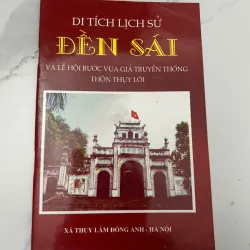 DI TÍCH LỊCH SỬ
ĐỀN SÁI
VÀ LỄ HỘI RƯỚC VUA GIẢ TRUYỀN THỐNG
THÔN THỤY LÔI
XÃ THỤY LÂM ĐÔNG ANH - HÀ NỘI